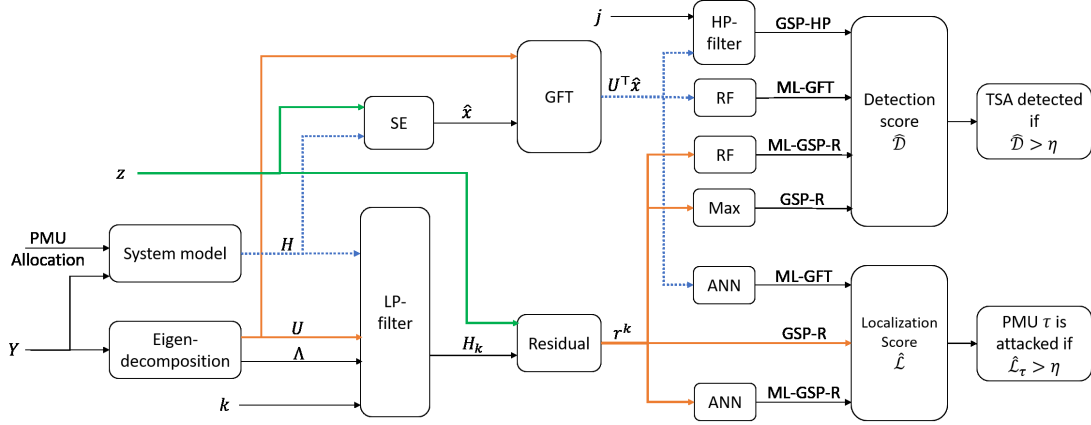 j
HP-
filter
GSP-HP
GFT
U⊤x̂
RF
ML-GFT
Detection
score
𝒟̂
TSA detected
if
𝒟̂ > η
SE
x̂
RF
ML-GSP-R
z
Max
GSP-R
PMU
Allocation
System model
H
LP-
filter
ANN
ML-GFT
Y
Eigen-
decomposition
U
Λ
H_k
Residual
r^k
GSP-R
Localization
Score
ℒ̂
PMU τ is
attacked if
ℒ̂_τ > η
k
ANN
ML-GSP-R